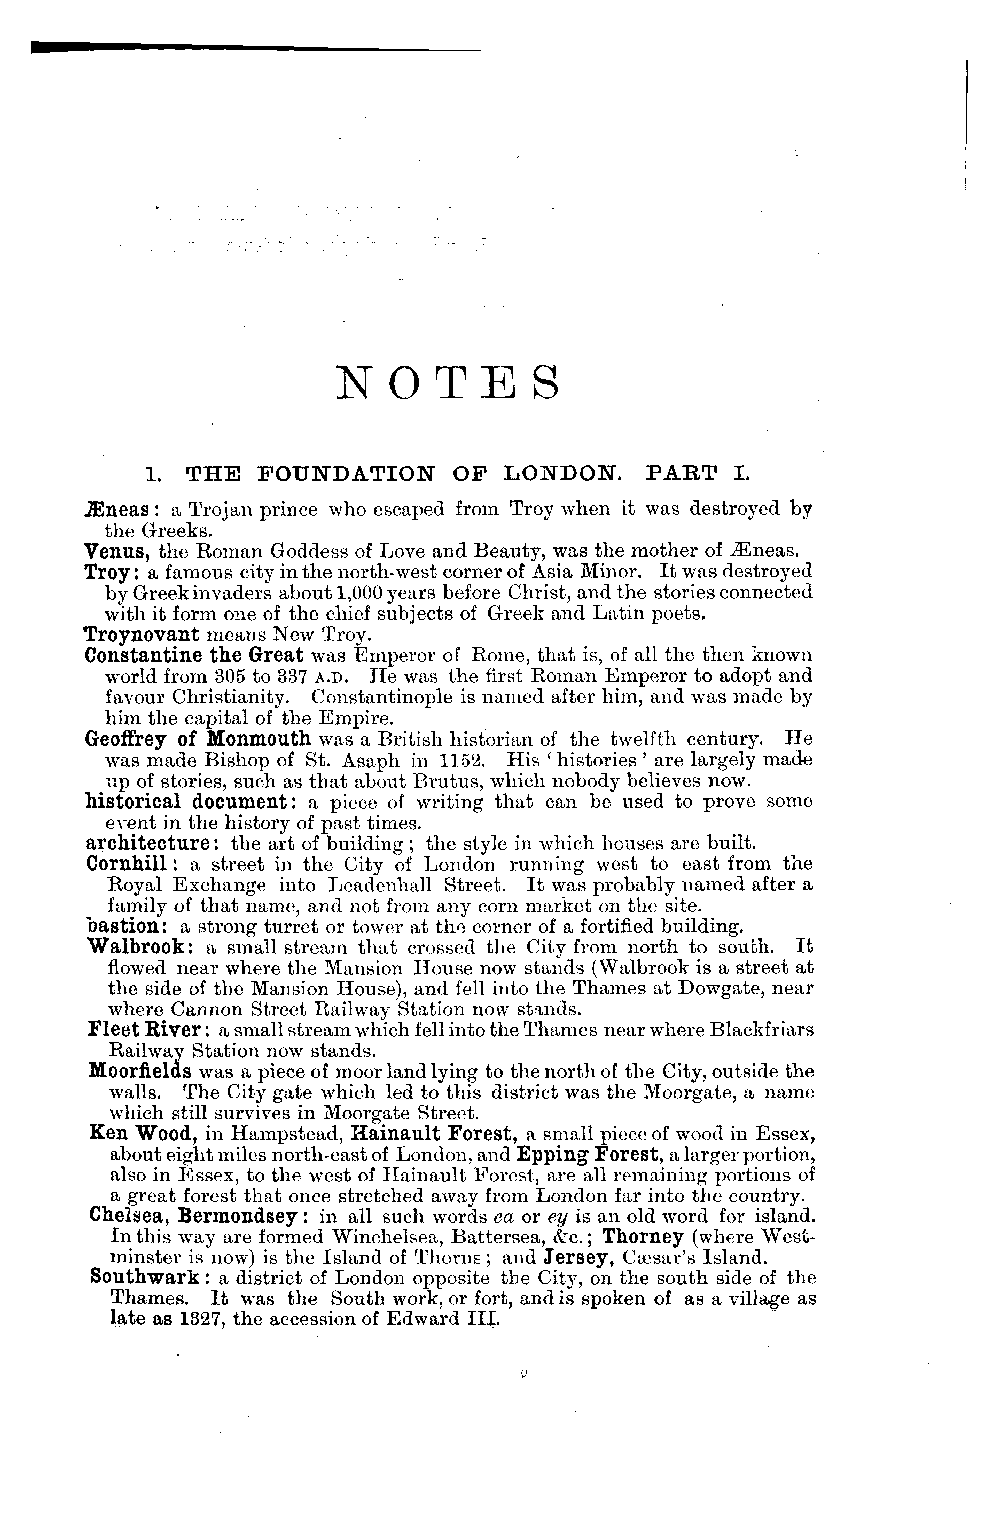 NOTES
1. THE FOUNDATION OF LONDON. PART I.
Æneas: a Trojan prince who escaped from Troy when it was destroyed by
the Greeks.
Venus, the Roman Goddess of Love and Beauty, was the mother of Æneas.
Troy: a famous city in the north-west corner of Asia Minor. It was destroyed
by Greek invaders about 1,000 years before Christ, and the stories connected
with it form one of the chief subjects of Greek and Latin poets.
Troynovant means New Troy.
Constantine the Great was Emperor of Rome, that is, of all the then known
world from 305 to 337 A.D. He was the first Roman Emperor to adopt and
favour Christianity. Constantinople is named after him, and was made by
him the capital of the Empire.
Geoffrey of Monmouth was a British historian of the twelfth century. He
was made Bishop of St. Asaph in 1152. His ‘histories’ are largely made
up of stories, such as that about Brutus, which nobody believes now.
historical document: a piece of writing that can be used to prove some
event in the history of past times.
architecture: the art of building; the style in which houses are built.
Cornhill: a street in the City of London running west to east from the
Royal Exchange into Leadenhall Street. It was probably named after a
family of that name, and not from any corn market on the site.
bastion: a strong turret or tower at the corner of a fortified building.
Walbrook: a small stream that crossed the City from north to south. It
flowed near where the Mansion House now stands (Walbrook is a street at
the side of the Mansion House), and fell into the Thames at Dowgate, near
where Cannon Street Railway Station now stands.
Fleet River: a small stream which fell into the Thames near where Blackfriars
Railway Station now stands.
Moorfields was a piece of moor land lying to the north of the City, outside the
walls. The City gate which led to this district was the Moorgate, a name
which still survives in Moorgate Street.
Ken Wood, in Hampstead, Hainault Forest, a small piece of wood in Essex,
about eight miles north-east of London, and Epping Forest, a larger portion,
also in Essex, to the west of Hainault Forest, are all remaining portions of
a great forest that once stretched away from London far into the country.
Chelsea, Bermondsey: in all such words ea or ey is an old word for island.
In this way are formed Winchelsea, Battersea, &c.; Thorney (where West-
minster is now) is the Island of Thorns; and Jersey, Cæsar's Island.
Southwark: a district of London opposite the City, on the south side of the
Thames. It was the South work, or fort, and is spoken of as a village as
late as 1327, the accession of Edward III.